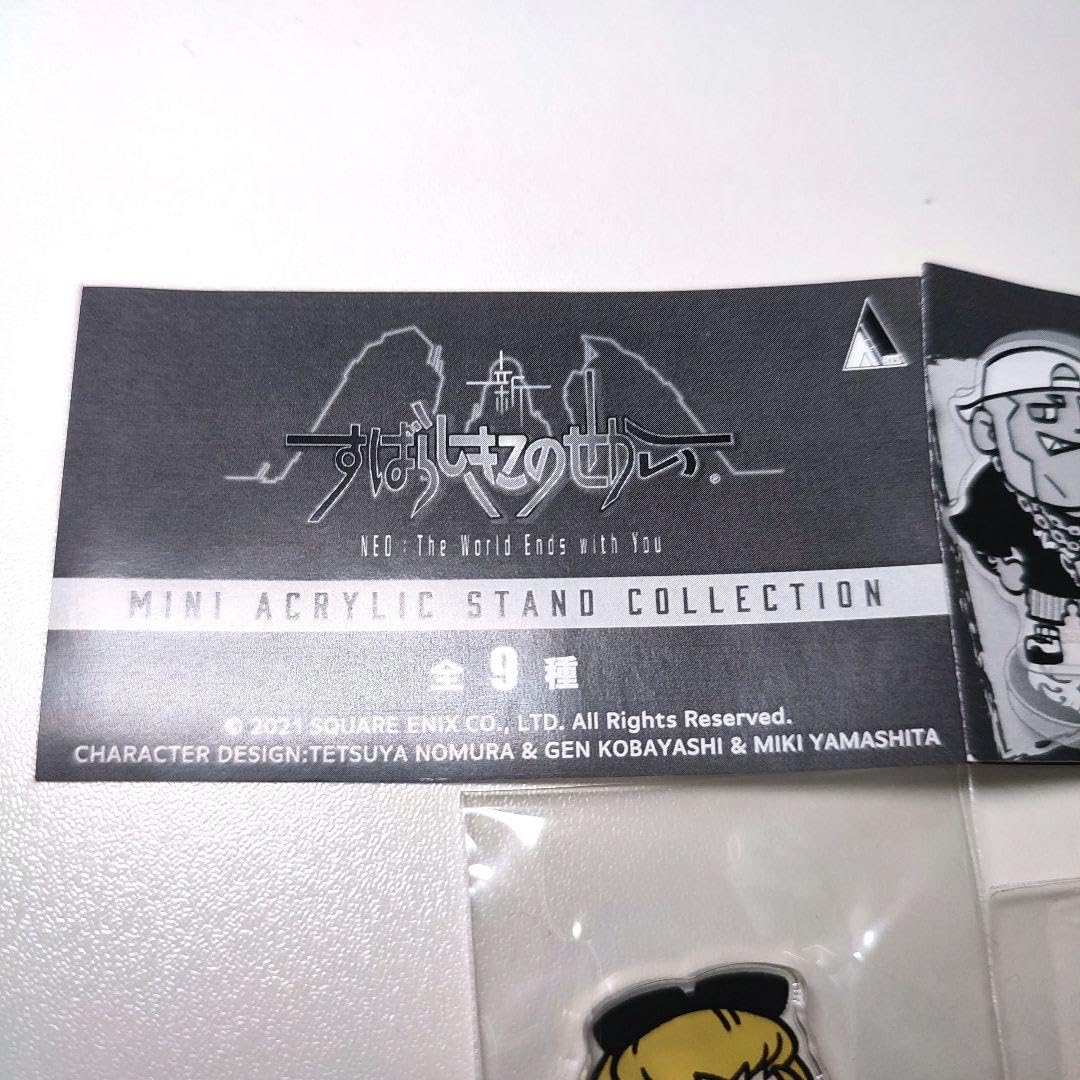 新
すばらしきこのせかい
NEO : The World Ends with You
MINI ACRYLIC STAND COLLECTION
全9種
© 2021 SQUARE ENIX CO., LTD. All Rights Reserved.
CHARACTER DESIGN:TETSUYA NOMURA & GEN KOBAYASHI & MIKI YAMASHITA